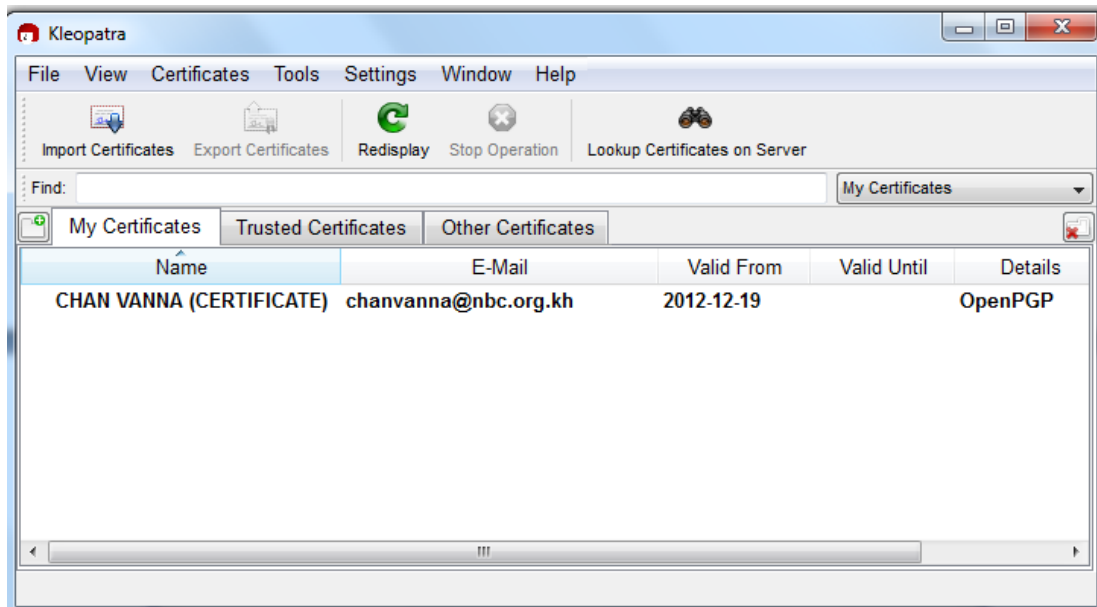 Kleopatra
File View Certificates Tools Settings Window Help
Import Certificates Export Certificates Redisplay Stop Operation Lookup Certificates on Server
Find: My Certificates
My Certificates Trusted Certificates Other Certificates
Name E-Mail Valid From Valid Until Details
CHAN VANNA (CERTIFICATE) chanvanna@nbc.org.kh 2012-12-19 OpenPGP